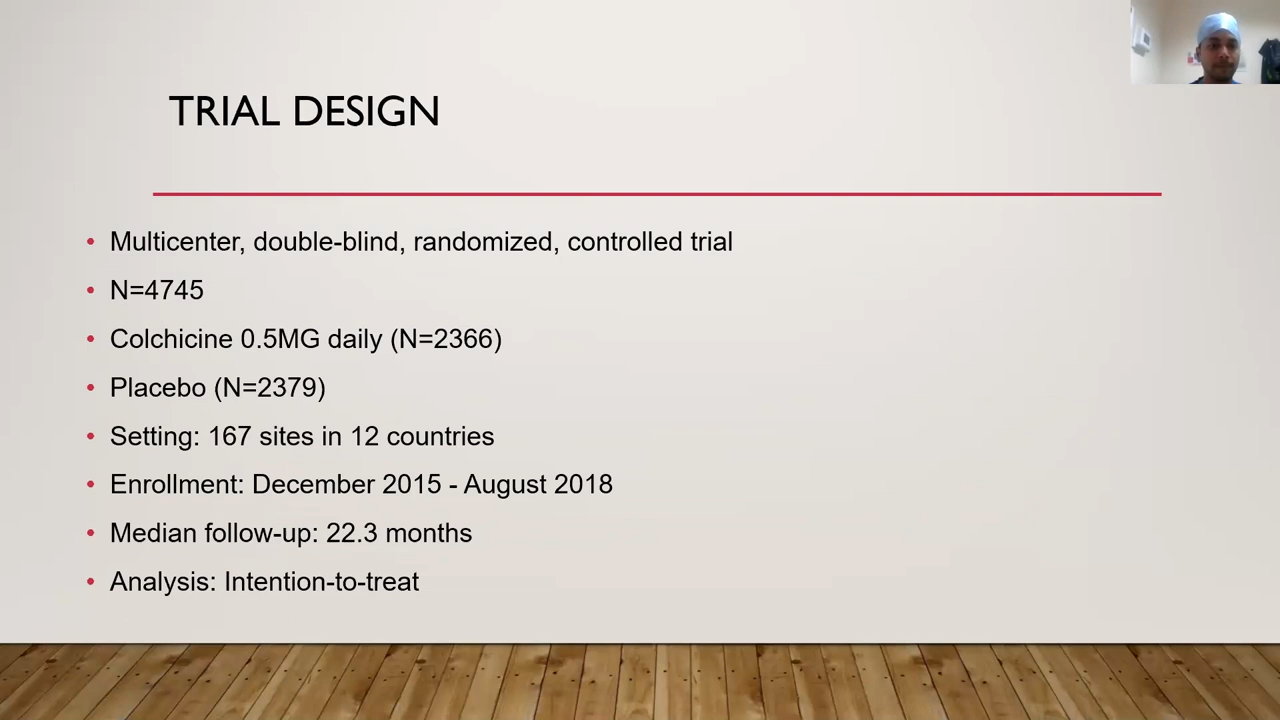 TRIAL DESIGN
• Multicenter, double-blind, randomized, controlled trial
• N=4745
• Colchicine 0.5MG daily (N=2366)
• Placebo (N=2379)
• Setting: 167 sites in 12 countries
• Enrollment: December 2015 - August 2018
• Median follow-up: 22.3 months
• Analysis: Intention-to-treat